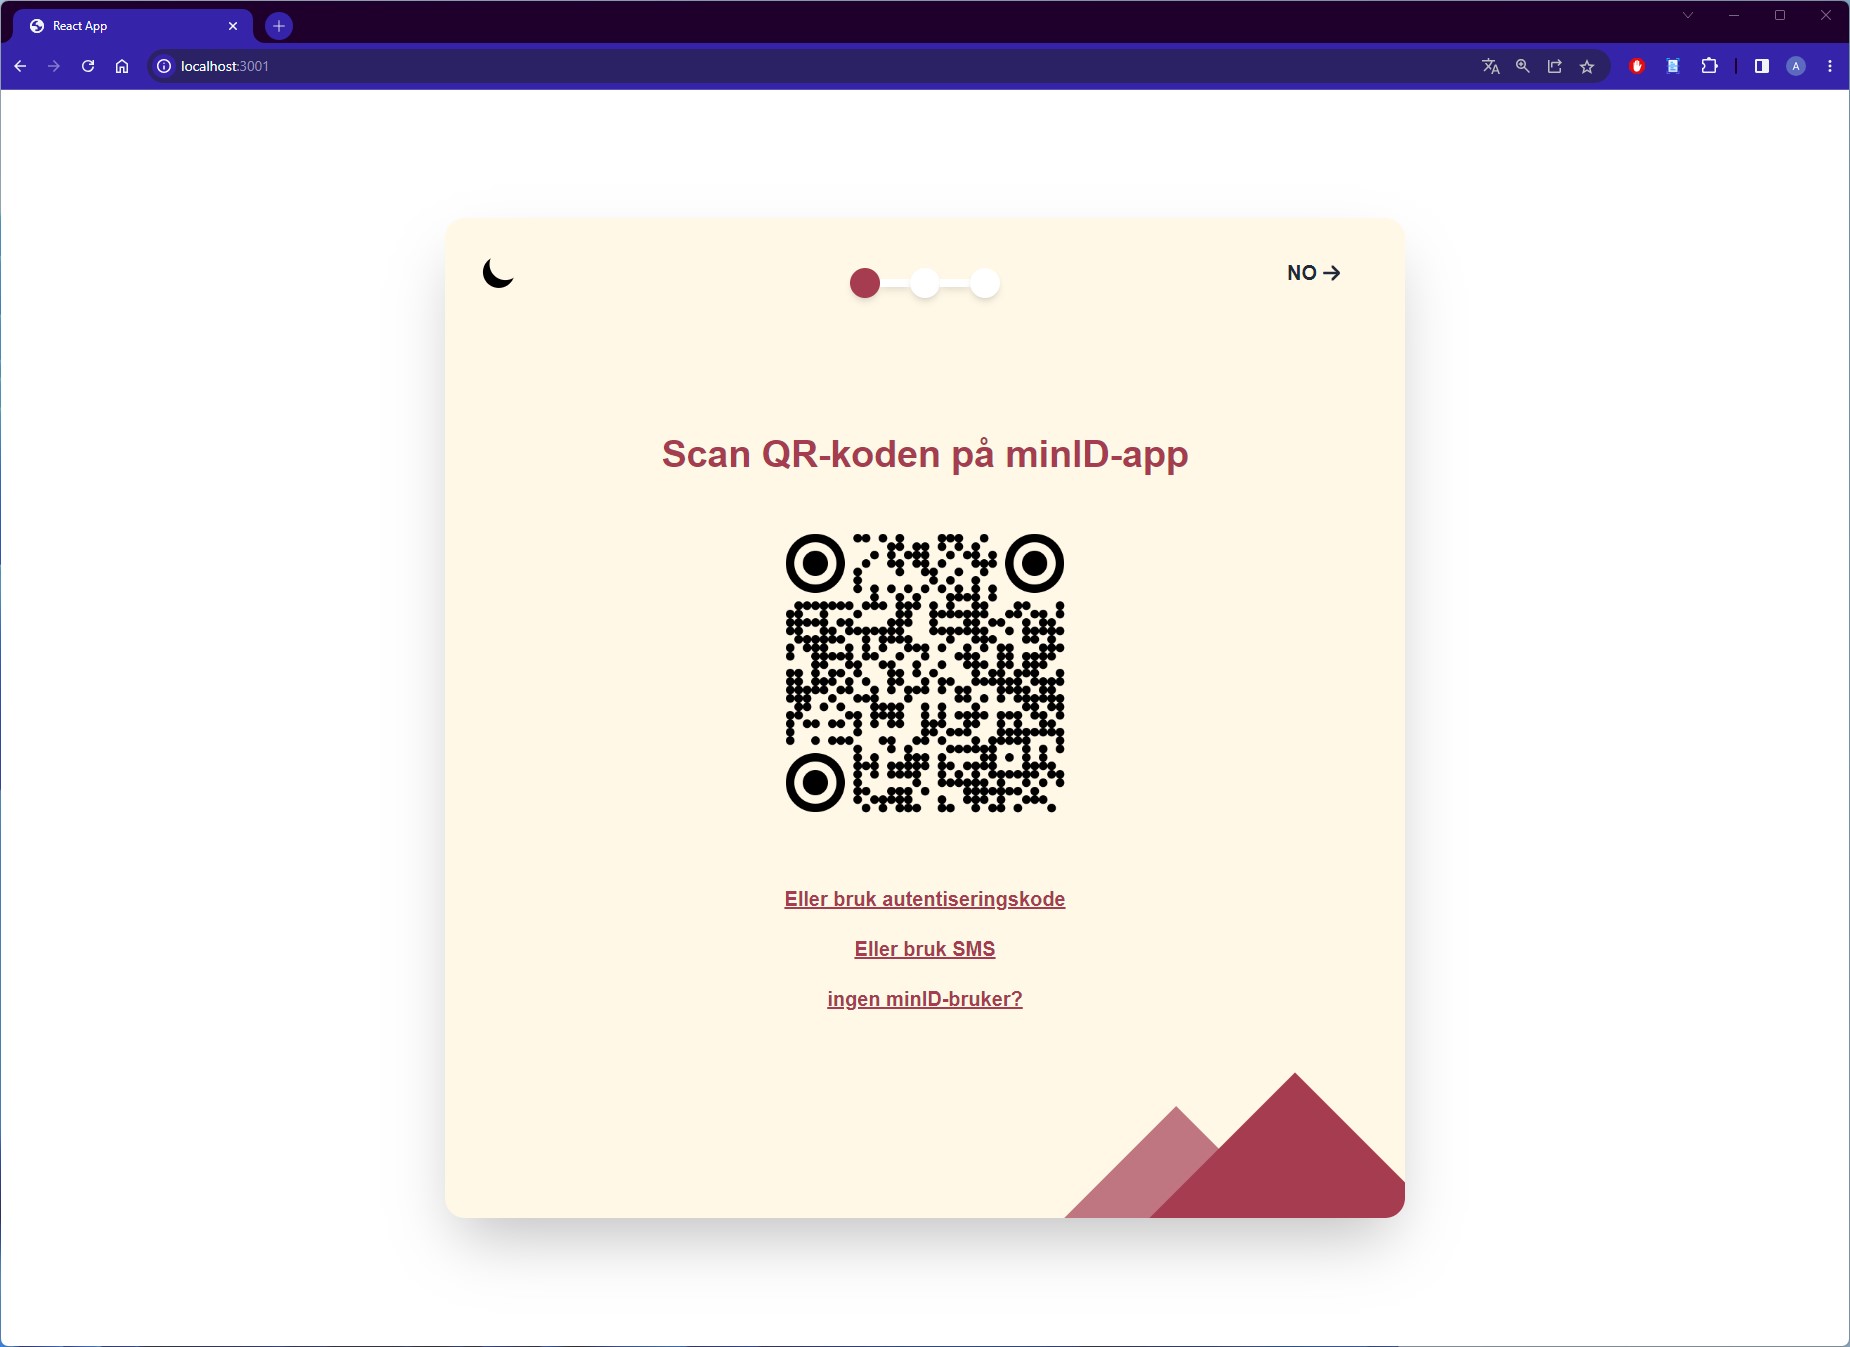 React App
localhost:3001
A
NO →
Scan QR-koden på minID-app
Eller bruk autentiseringskode
Eller bruk SMS
ingen minID-bruker?